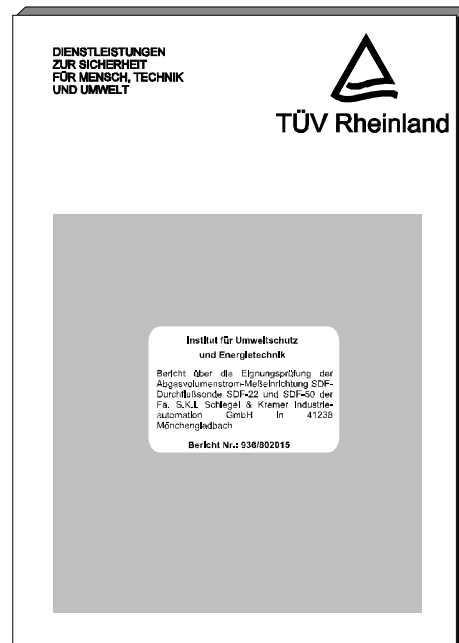 DIENSTLEISTUNGEN
ZUR SICHERHEIT
FÜR MENSCH, TECHNIK
UND UMWELT
TÜV Rheinland
Institut für Umweltschutz
und Energietechnik
Bericht über die Eignungsprüfung der
Abgasvolumenstrom-Meßeinrichtung SDF-
Durchflußsonde SDF-22 und SDF-50 der
Fa. S.K.I. Schlegel & Kremer Industrie-
automation GmbH in 41238
Mönchengladbach
Bericht Nr.: 936/802015